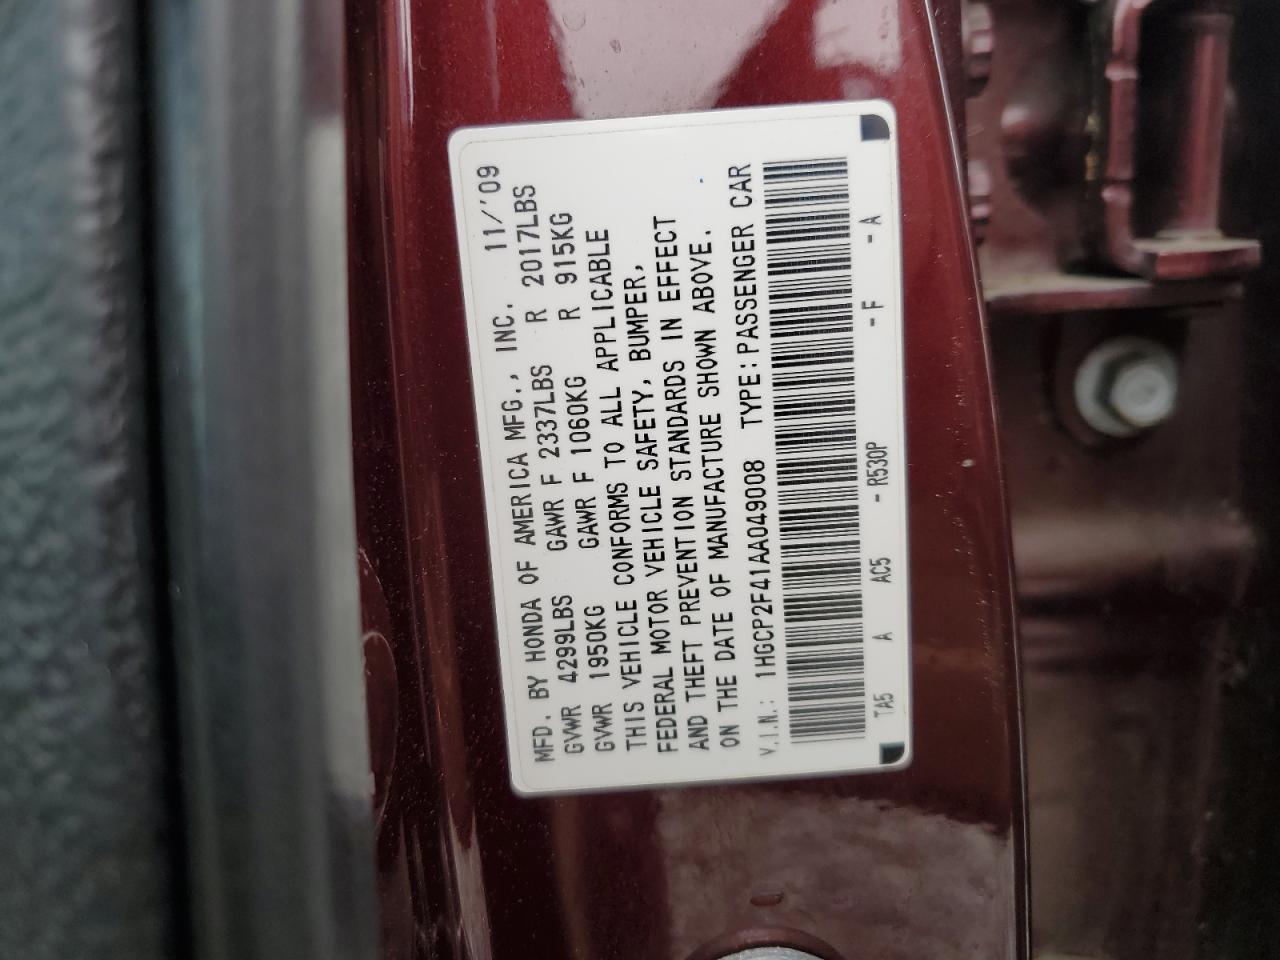 MFD. BY HONDA OF AMERICA MFG., INC. 11/'09
GVWR 4299LBS GAWR F 2337LBS R 2017LBS
GVWR 1950KG GAWR F 1060KG R 915KG
THIS VEHICLE CONFORMS TO ALL APPLICABLE
FEDERAL MOTOR VEHICLE SAFETY, BUMPER,
AND THEFT PREVENTION STANDARDS IN EFFECT
ON THE DATE OF MANUFACTURE SHOWN ABOVE.
V.I.N.: 1HGCP2F41AA049008 TYPE: PASSENGER CAR
TA5 A AC5 - R530P - F - A